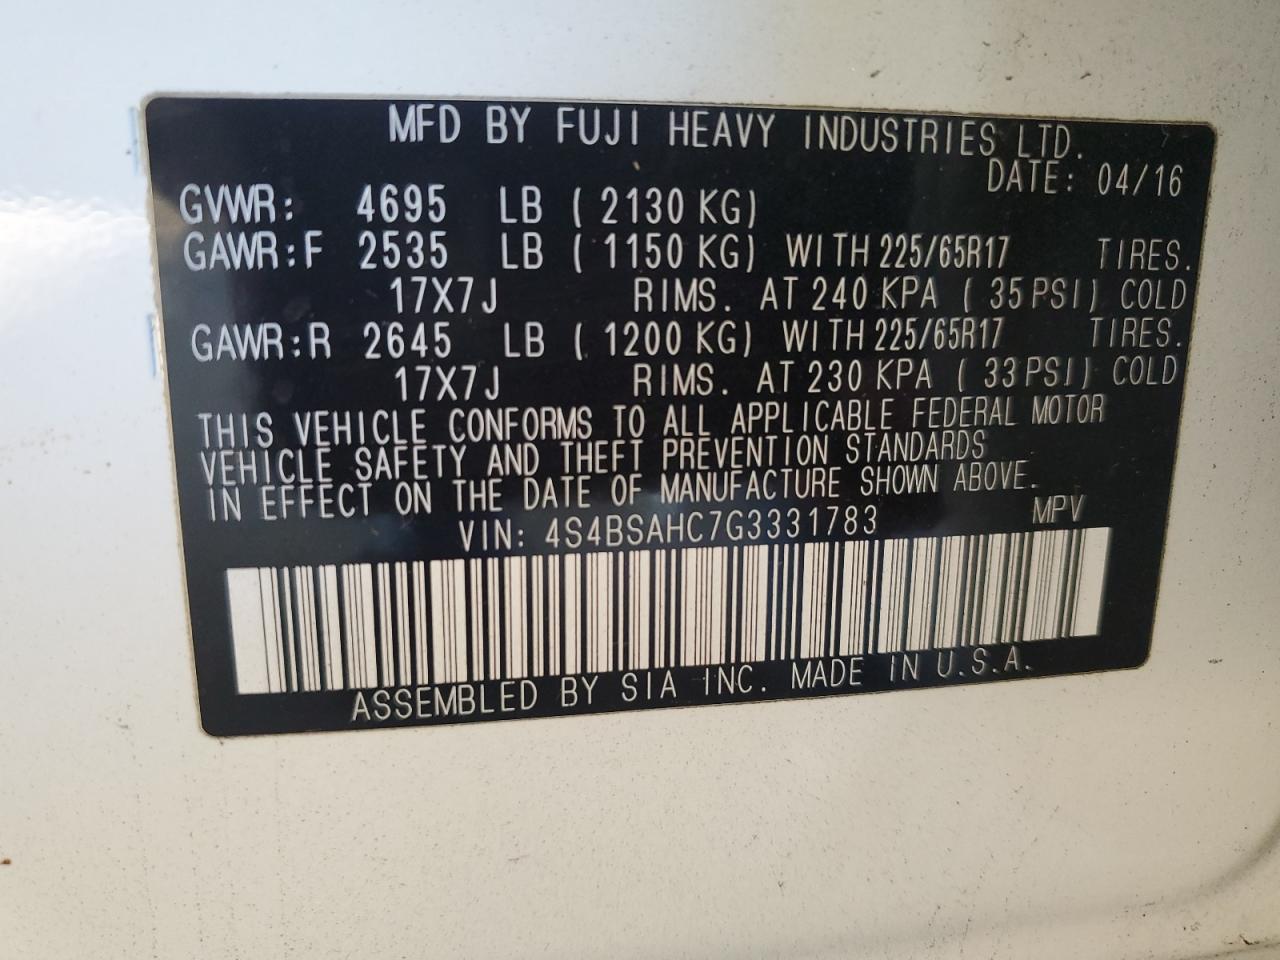 MFD BY FUJI HEAVY INDUSTRIES LTD.
DATE: 04/16
GVWR: 4695 LB ( 2130 KG)
GAWR:F 2535 LB ( 1150 KG) WITH 225/65R17 TIRES.
17X7J RIMS. AT 240 KPA ( 35 PSI) COLD
GAWR:R 2645 LB ( 1200 KG) WITH 225/65R17 TIRES.
17X7J RIMS. AT 230 KPA ( 33 PSI) COLD
THIS VEHICLE CONFORMS TO ALL APPLICABLE FEDERAL MOTOR
VEHICLE SAFETY AND THEFT PREVENTION STANDARDS
IN EFFECT ON THE DATE OF MANUFACTURE SHOWN ABOVE.
VIN: 4S4BSAHC7G3331783 MPV
ASSEMBLED BY SIA INC. MADE IN U.S.A.